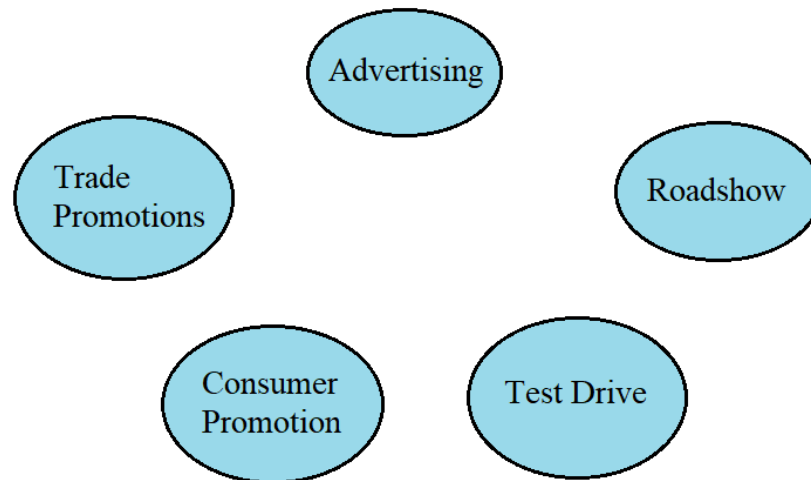 Advertising
Trade
Promotions
Roadshow
Consumer
Promotion
Test Drive